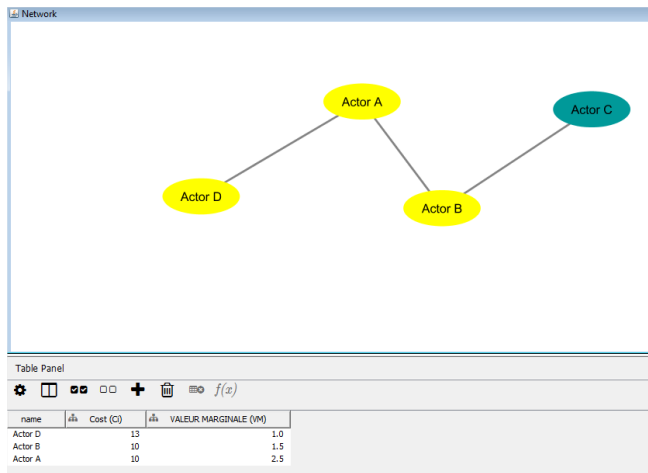 Network
Actor A
Actor C
Actor D
Actor B
Table Panel
f(x)
name Cost (Ci) VALEUR MARGINALE (VM)
Actor D 13 1.0
Actor B 10 1.5
Actor A 10 2.5